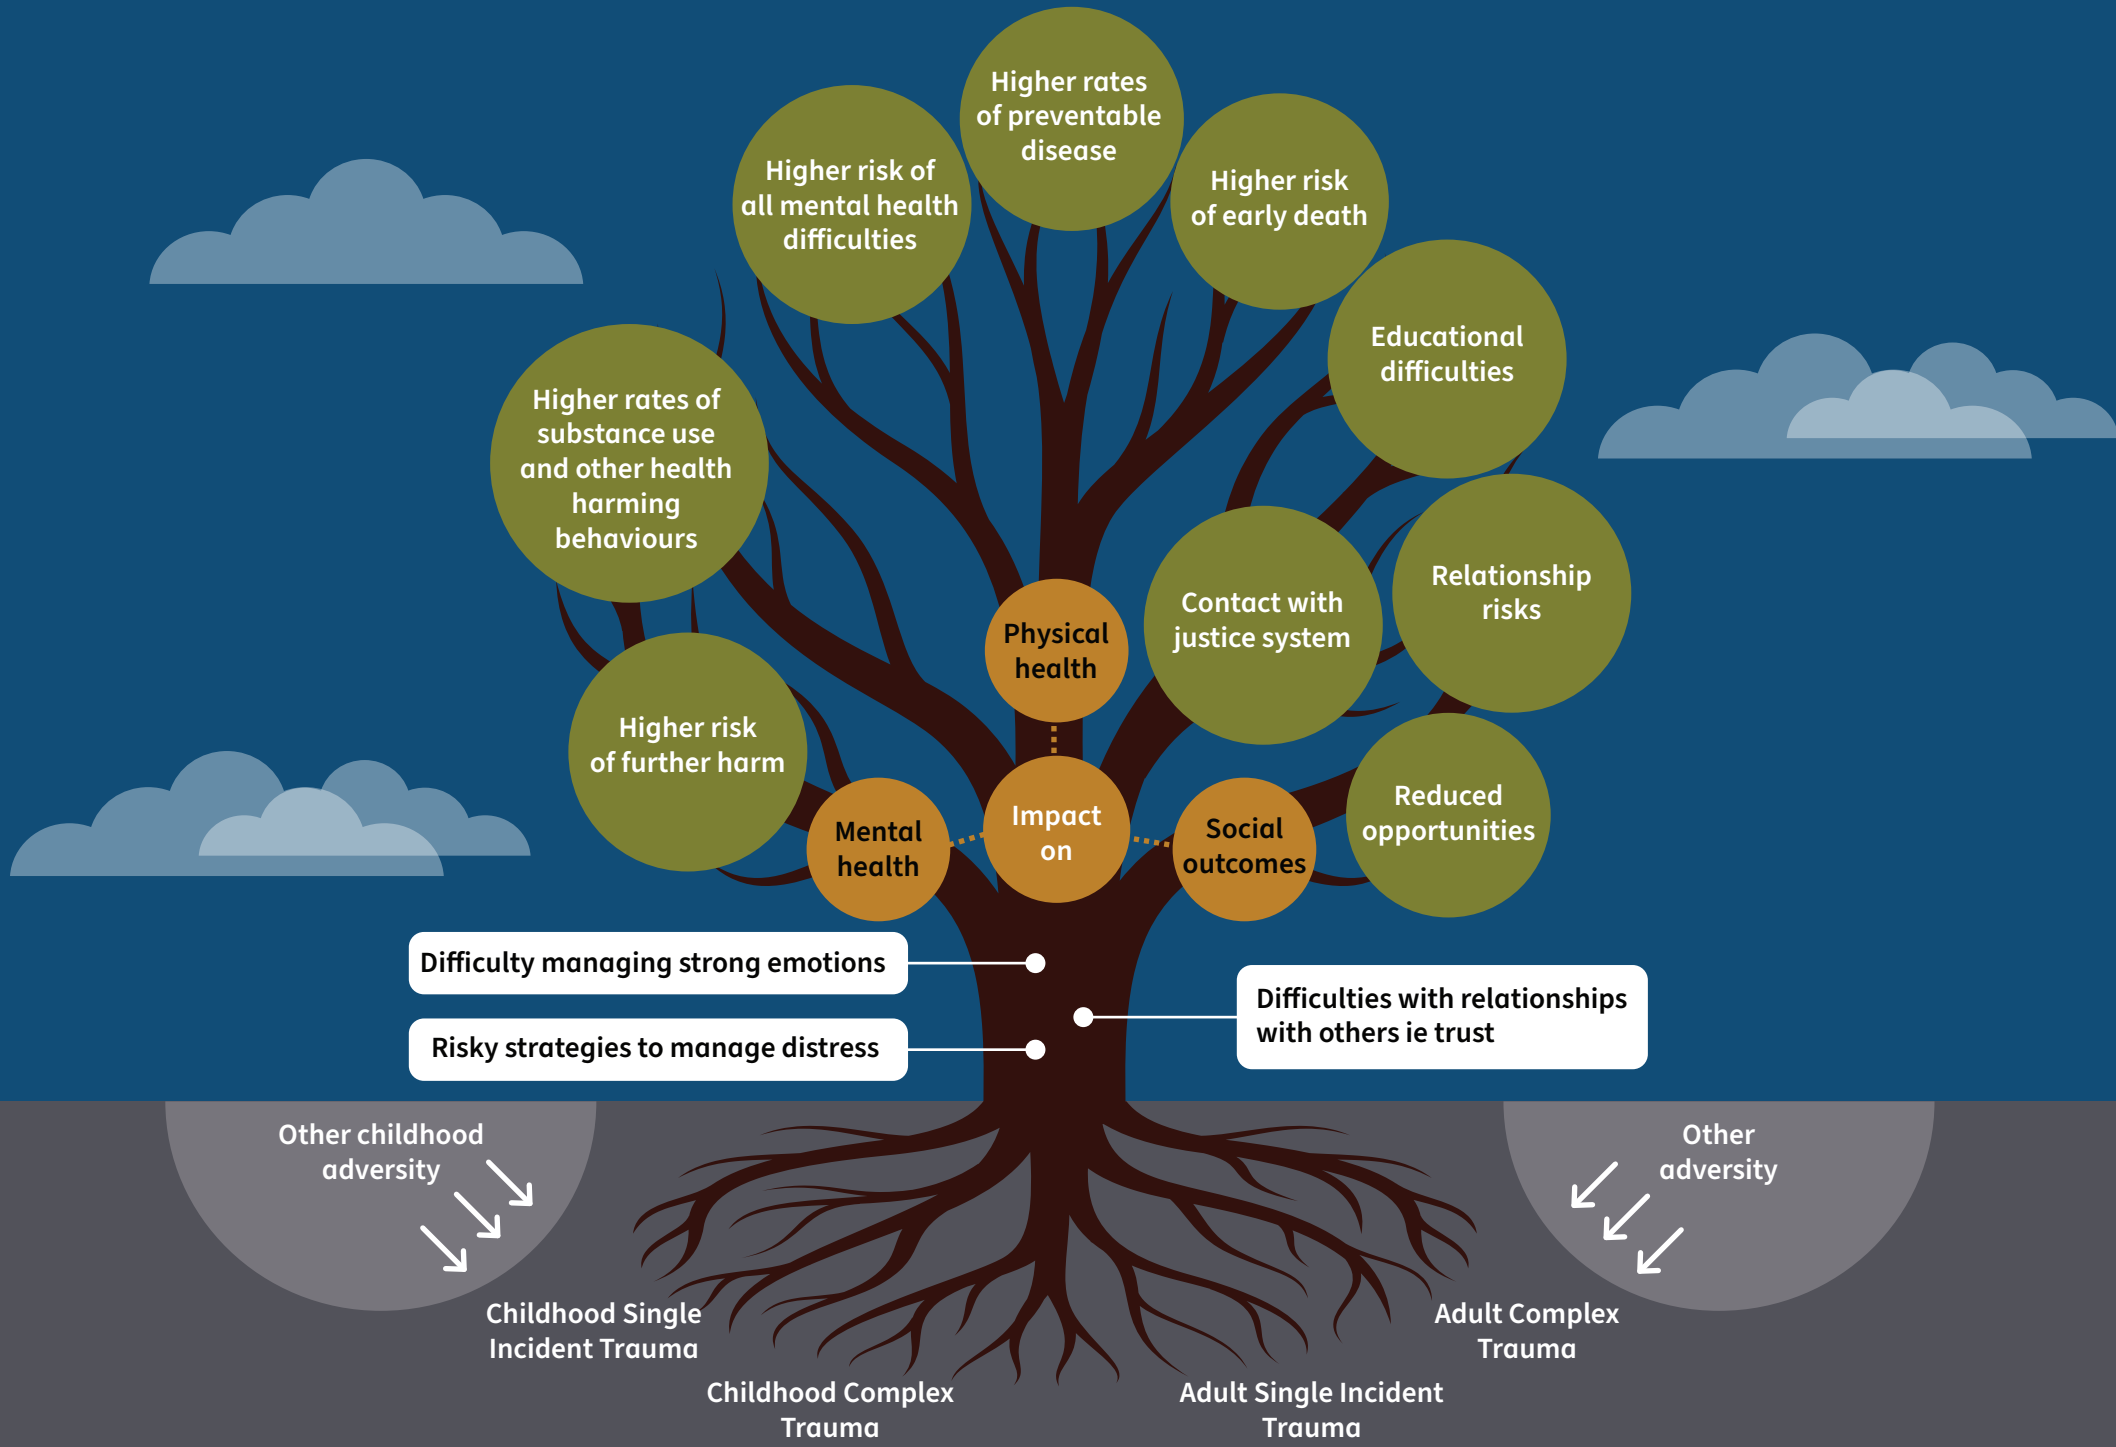 Higher rates
of preventable
disease
Higher risk of
all mental health
difficulties
Higher risk
of early death
Educational
difficulties
Higher rates of
substance use
and other health
harming
behaviours
Relationship
risks
Contact with
justice system
Physical
health
Higher risk
of further harm
Reduced
opportunities
Impact
on
Mental
health
Social
outcomes
Difficulty managing strong emotions
Difficulties with relationships
with others ie trust
Risky strategies to manage distress
Other childhood
adversity
Other
adversity
Childhood Single
Incident Trauma
Adult Complex
Trauma
Childhood Complex
Trauma
Adult Single Incident
Trauma